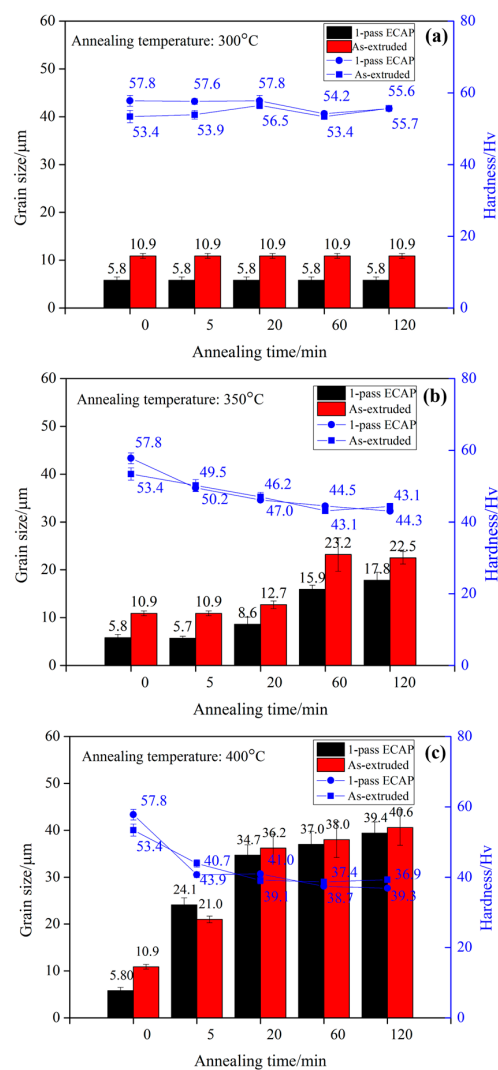 60
50
40
30
20
10
0
Grain size/μm
Annealing temperature: 300°C
(a)
1-pass ECAP
As-extruded
1-pass ECAP
As-extruded
57.8 57.6 57.8 54.2 55.6
53.4 53.9 56.5 53.4 55.7
5.8 10.9 5.8 10.9 5.8 10.9 5.8 10.9 5.8 10.9
0 5 20 60 120
Annealing time/min
80
60
40
20
0
Hardness/Hv
60
50
40
30
20
10
0
Grain size/μm
Annealing temperature: 350°C
(b)
1-pass ECAP
As-extruded
1-pass ECAP
As-extruded
57.8 49.5 46.2 44.5 43.1
53.4 50.2 47.0 43.1 44.3
5.8 10.9 5.7 10.9 8.6 12.7 15.9 23.2 17.8 22.5
0 5 20 60 120
Annealing time/min
80
60
40
20
0
Hardness/Hv
60
50
40
30
20
10
0
Grain size/μm
Annealing temperature: 400°C
(c)
1-pass ECAP
As-extruded
1-pass ECAP
As-extruded
57.8 40.7 41.0 37.4 36.9
53.4 43.9 39.1 38.7 39.3
5.80 10.9 24.1 21.0 34.7 36.2 37.0 38.0 39.4 40.6
0 5 20 60 120
Annealing time/min
80
60
40
20
0
Hardness/Hv